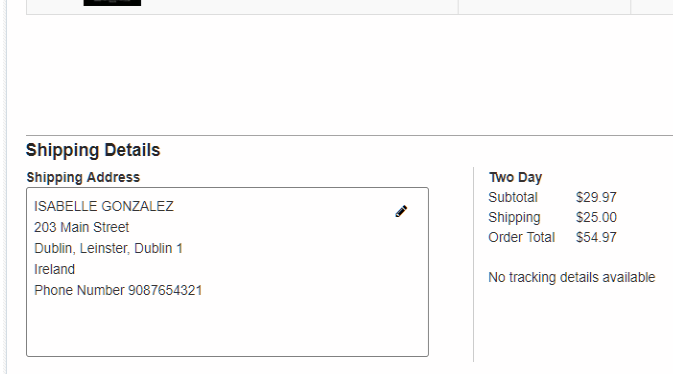 Shipping Details
Shipping Address
ISABELLE GONZALEZ
203 Main Street
Dublin, Leinster, Dublin 1
Ireland
Phone Number 9087654321
Two Day
Subtotal $29.97
Shipping $25.00
Order Total $54.97
No tracking details available